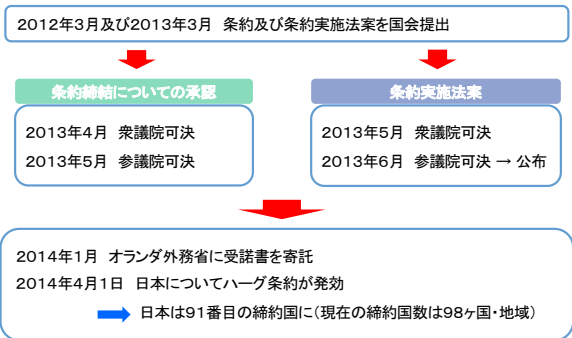 2012年3月及び2013年3月　条約及び条約実施法案を国会提出
条約締結についての承認
2013年4月　衆議院可決
2013年5月　参議院可決
条約実施法案
2013年5月　衆議院可決
2013年6月　参議院可決 → 公布
2014年1月　オランダ外務省に受諾書を寄託
2014年4月1日　日本についてハーグ条約が発効
日本は91番目の締約国に（現在の締約国数は98ヶ国・地域）